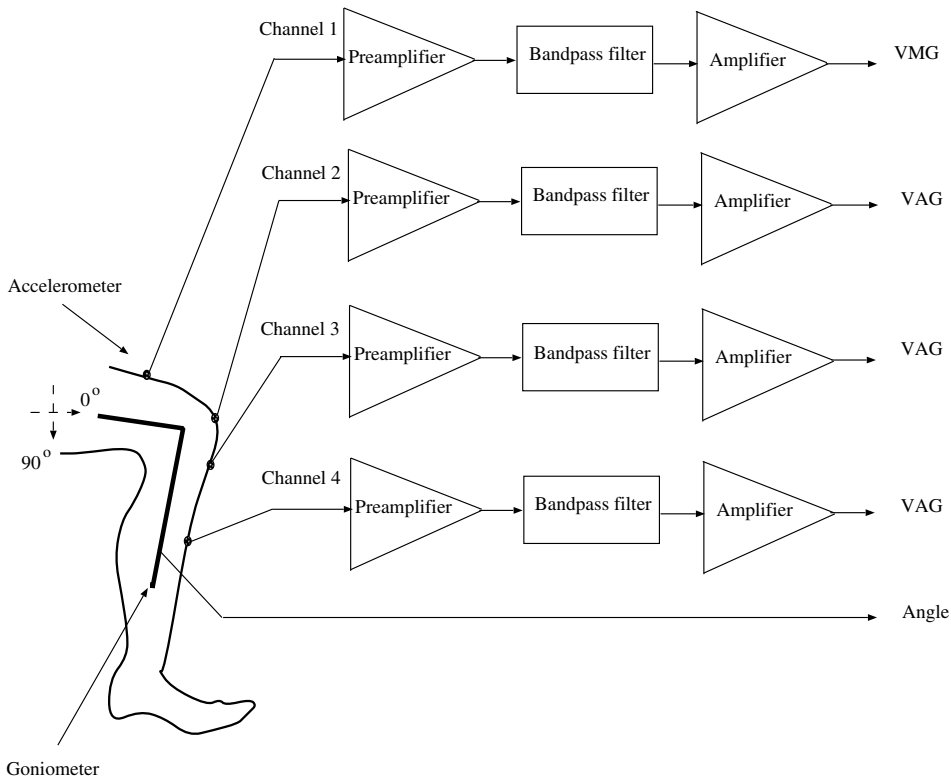 Channel 1
Preamplifier
Bandpass filter
Amplifier
VMG
Channel 2
Preamplifier
Bandpass filter
Amplifier
VAG
Accelerometer
Channel 3
Preamplifier
Bandpass filter
Amplifier
VAG
0°
90°
Channel 4
Preamplifier
Bandpass filter
Amplifier
VAG
Angle
Goniometer